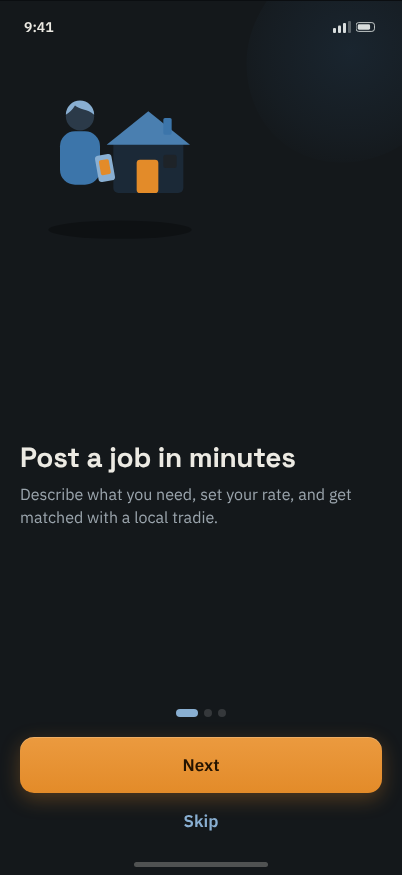 9:41
Post a job in minutes
Describe what you need, set your rate, and get
matched with a local tradie.
Next
Skip